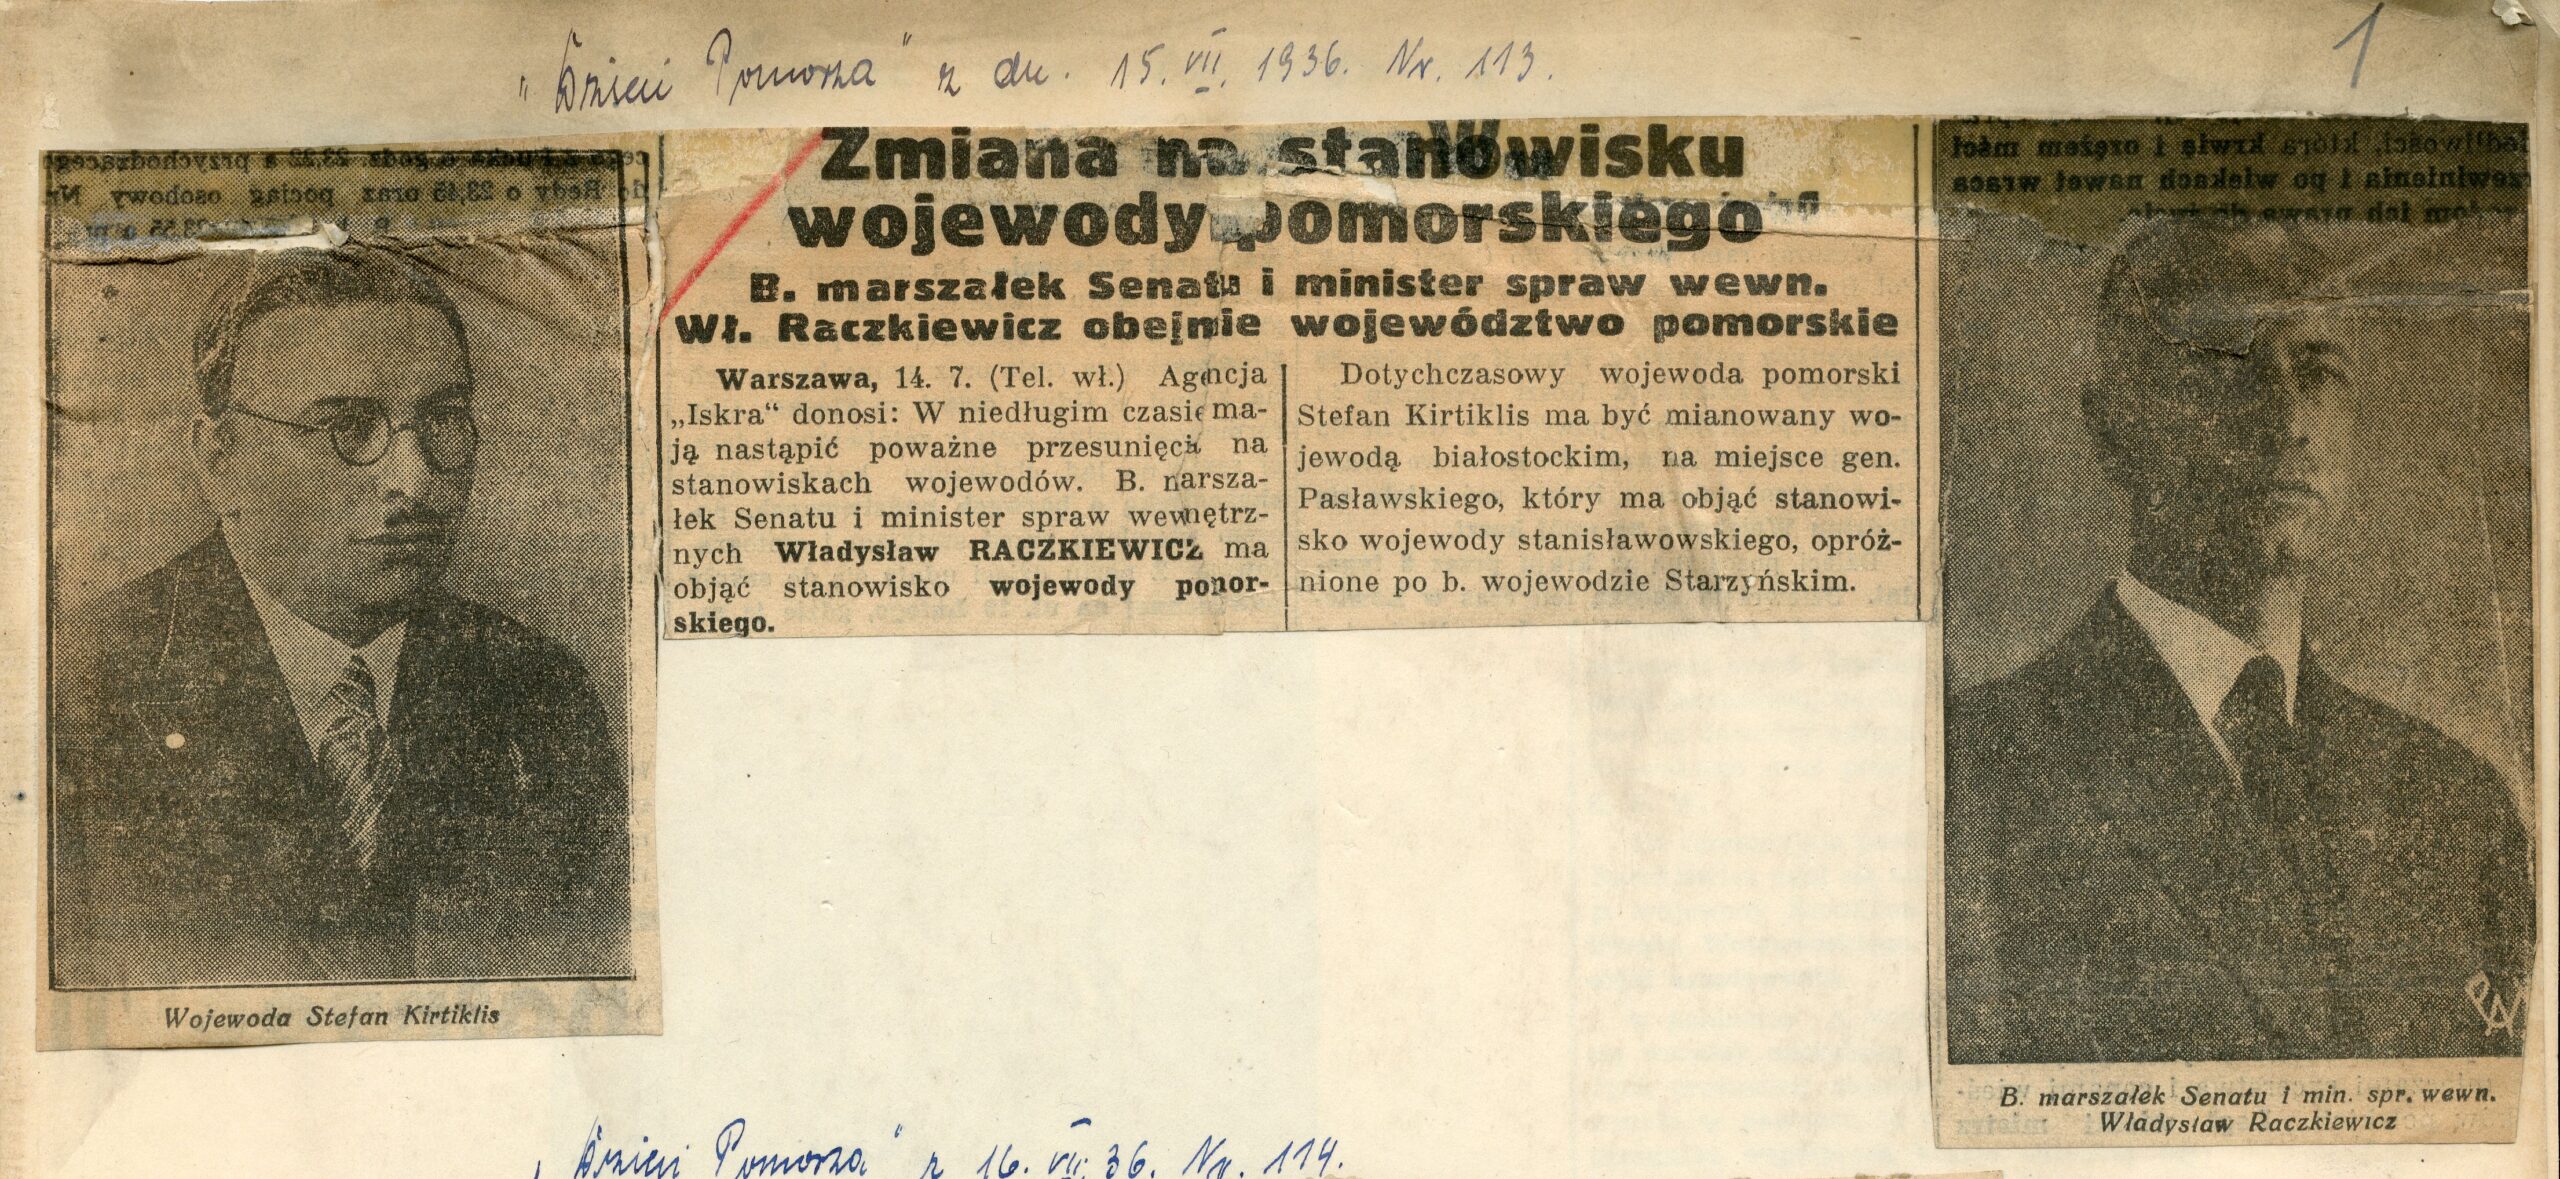 „Dzień Pomorza" z dn. 15. VII. 1936. Nr. 113.
1
Zmiana na stanowisku
wojewody pomorskiego
B. marszałek Senatu i minister spraw wewn.
Wł. Raczkiewicz obejmie województwo pomorskie
Warszawa, 14. 7. (Tel. wł.) Agencja
„Iskra“ donosi: W niedługim czasie ma-
ją nastąpić poważne przesunięcia na
stanowiskach wojewodów. B. marsza-
łek Senatu i minister spraw wewnętrz-
nych Władysław RACZKIEWICZ ma
objąć stanowisko wojewody pomor-
skiego.
Dotychczasowy wojewoda pomorski
Stefan Kirtiklis ma być mianowany wo-
jewodą białostockim, na miejsce gen.
Pasławskiego, który ma objąć stanowi-
sko wojewody stanisławowskiego, opróż-
nione po b. wojewodzie Starzyńskim.
Wojewoda Stefan Kirtiklis
B. marszałek Senatu i min. spr. wewn.
Władysław Raczkiewicz
„Dzień Pomorza" z 16. VII. 36. Nr. 114.